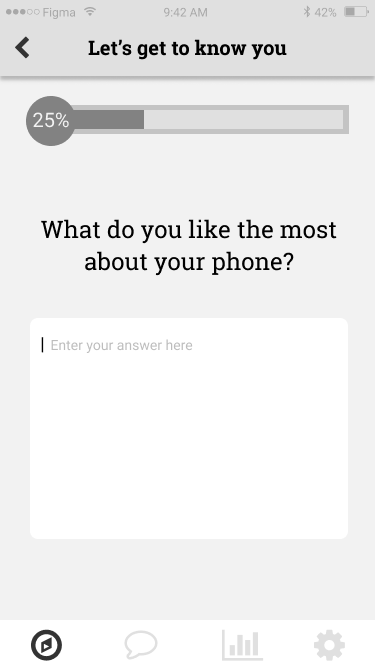 Figma 9:42 AM 42%
Let's get to know you
25%
What do you like the most
about your phone?
Enter your answer here